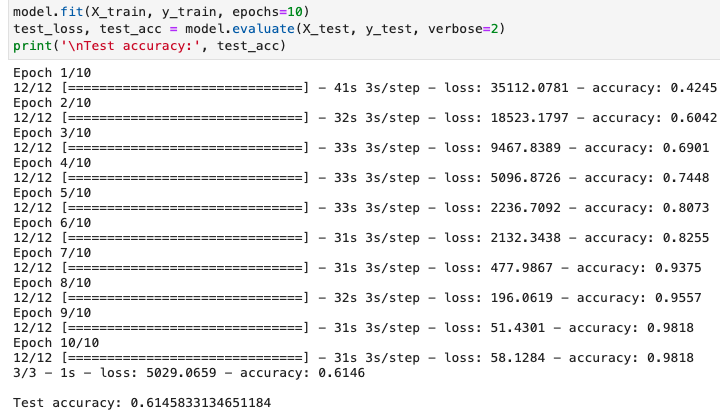 model.fit(X_train, y_train, epochs=10)
test_loss, test_acc = model.evaluate(X_test, y_test, verbose=2)
print('\nTest accuracy:', test_acc)
Epoch 1/10
12/12 [==============================] - 41s 3s/step - loss: 35112.0781 - accuracy: 0.4245
Epoch 2/10
12/12 [==============================] - 32s 3s/step - loss: 18523.1797 - accuracy: 0.6042
Epoch 3/10
12/12 [==============================] - 33s 3s/step - loss: 9467.8389 - accuracy: 0.6901
Epoch 4/10
12/12 [==============================] - 33s 3s/step - loss: 5096.8726 - accuracy: 0.7448
Epoch 5/10
12/12 [==============================] - 33s 3s/step - loss: 2236.7092 - accuracy: 0.8073
Epoch 6/10
12/12 [==============================] - 31s 3s/step - loss: 2132.3438 - accuracy: 0.8255
Epoch 7/10
12/12 [==============================] - 31s 3s/step - loss: 477.9867 - accuracy: 0.9375
Epoch 8/10
12/12 [==============================] - 32s 3s/step - loss: 196.0619 - accuracy: 0.9557
Epoch 9/10
12/12 [==============================] - 31s 3s/step - loss: 51.4301 - accuracy: 0.9818
Epoch 10/10
12/12 [==============================] - 31s 3s/step - loss: 58.1284 - accuracy: 0.9818
3/3 - 1s - loss: 5029.0659 - accuracy: 0.6146
Test accuracy: 0.6145833134651184